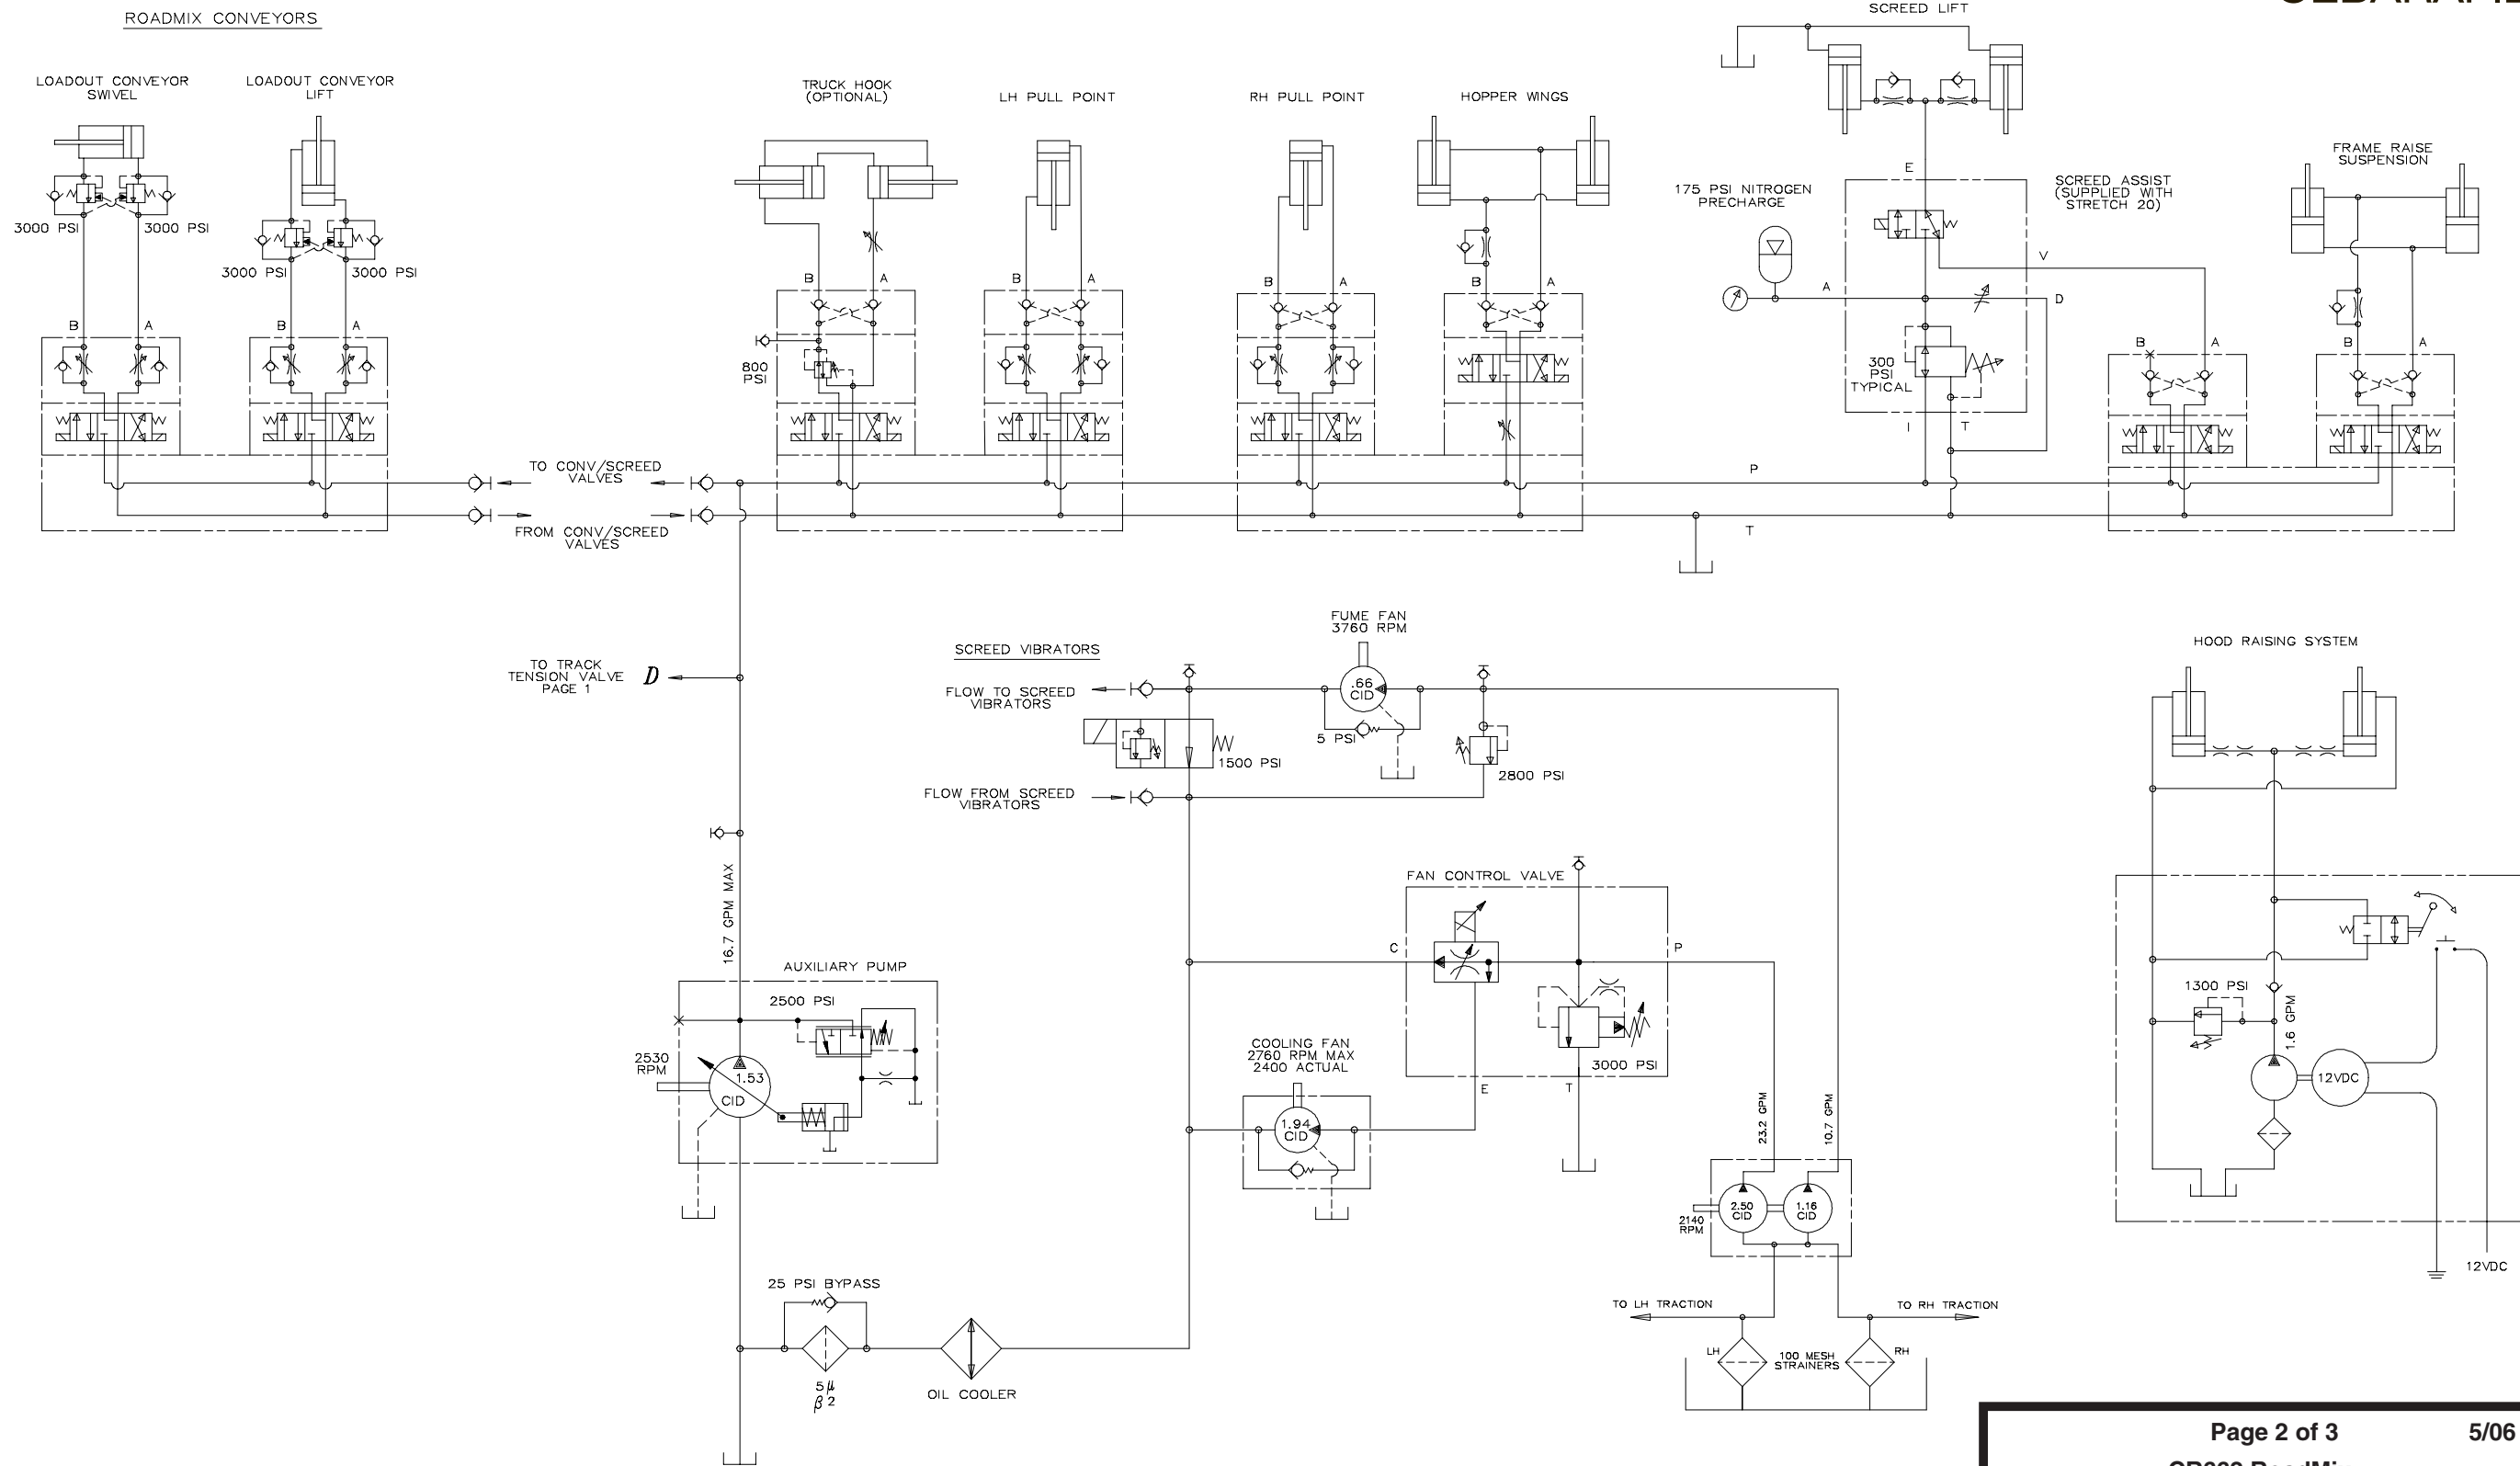 ROADMIX CONVEYORS
LOADOUT CONVEYOR
SWIVEL
LOADOUT CONVEYOR
LIFT
TRUCK HOOK
(OPTIONAL)
LH PULL POINT
RH PULL POINT
HOPPER WINGS
SCREED LIFT
FRAME RAISE
SUSPENSION
175 PSI NITROGEN
PRECHARGE
SCREED ASSIST
(SUPPLIED WITH
STRETCH 20)
3000 PSI
3000 PSI
3000 PSI
3000 PSI
E
V
A
D
B
A
B
A
B
A
B
A
B
A
B
A
B
A
B
A
800
PSI
300
PSI
TYPICAL
I
T
TO CONV/SCREED
VALVES
FROM CONV/SCREED
VALVES
P
T
TO TRACK
TENSION VALVE
PAGE 1
D
SCREED VIBRATORS
FLOW TO SCREED
VIBRATORS
FUME FAN
3760 RPM
.66
CID
5 PSI
1500 PSI
2800 PSI
FLOW FROM SCREED
VIBRATORS
HOOD RAISING SYSTEM
16.7 GPM MAX
FAN CONTROL VALVE
C
P
AUXILIARY PUMP
2500 PSI
2530
RPM
1.53
CID
COOLING FAN
2760 RPM MAX
2400 ACTUAL
3000 PSI
E
T
1.94
CID
23.2 GPM
10.7 GPM
2.50
CID
1.16
CID
2140
RPM
1300 PSI
1.6 GPM
12VDC
12VDC
25 PSI BYPASS
5μ
β 2
OIL COOLER
TO LH TRACTION
TO RH TRACTION
LH
100 MESH
STRAINERS
RH
Page 2 of 3
5/06